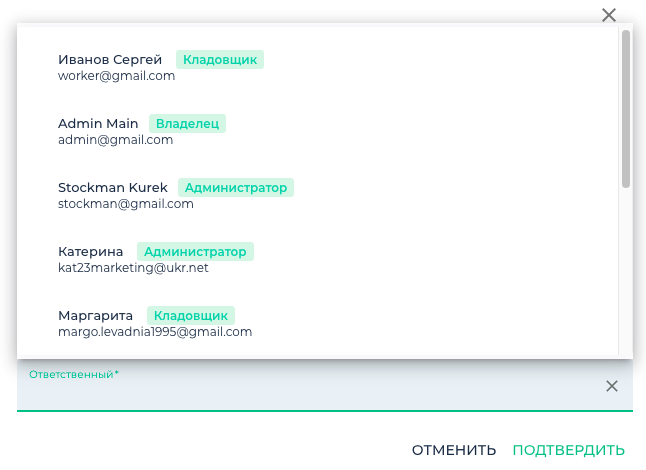 Иванов Сергей Кладовщик
worker@gmail.com
Admin Main Владелец
admin@gmail.com
Stockman Kurek Администратор
stockman@gmail.com
Катерина Администратор
kat23marketing@ukr.net
Маргарита Кладовщик
margo.levadnia1995@gmail.com
Ответственный*
ОТМЕНИТЬ ПОДТВЕРДИТЬ